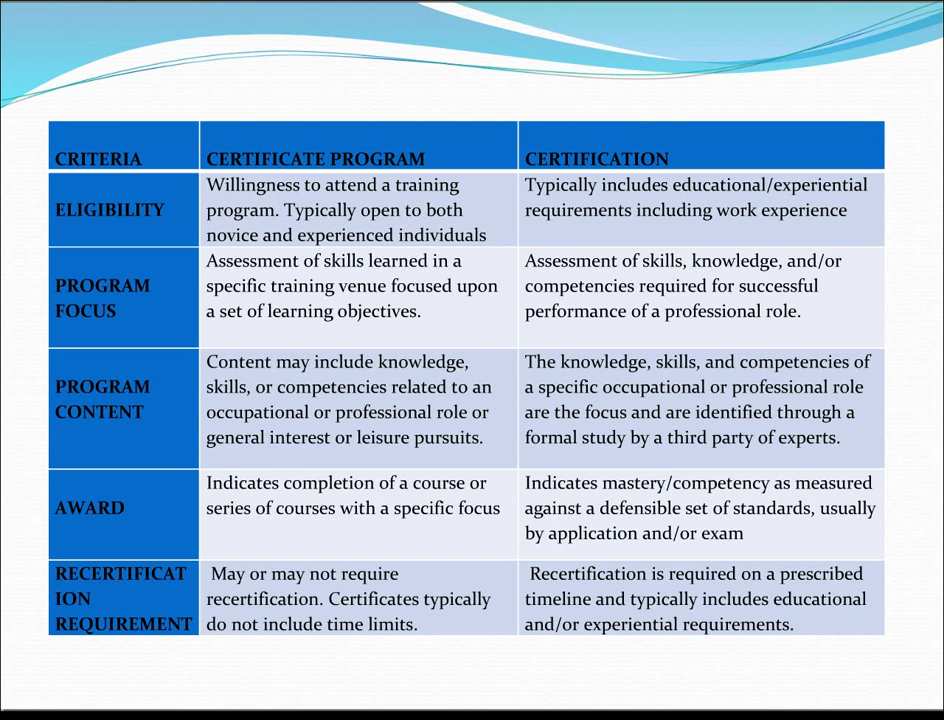 CRITERIA
CERTIFICATE PROGRAM
CERTIFICATION
ELIGIBILITY
Willingness to attend a training
program. Typically open to both
novice and experienced individuals
Typically includes educational/experiential
requirements including work experience
PROGRAM
FOCUS
Assessment of skills learned in a
specific training venue focused upon
a set of learning objectives.
Assessment of skills, knowledge, and/or
competencies required for successful
performance of a professional role.
PROGRAM
CONTENT
Content may include knowledge,
skills, or competencies related to an
occupational or professional role or
general interest or leisure pursuits.
The knowledge, skills, and competencies of
a specific occupational or professional role
are the focus and are identified through a
formal study by a third party of experts.
AWARD
Indicates completion of a course or
series of courses with a specific focus
Indicates mastery/competency as measured
against a defensible set of standards, usually
by application and/or exam
RECERTIFICAT
ION
REQUIREMENT
May or may not require
recertification. Certificates typically
do not include time limits.
Recertification is required on a prescribed
timeline and typically includes educational
and/or experiential requirements.